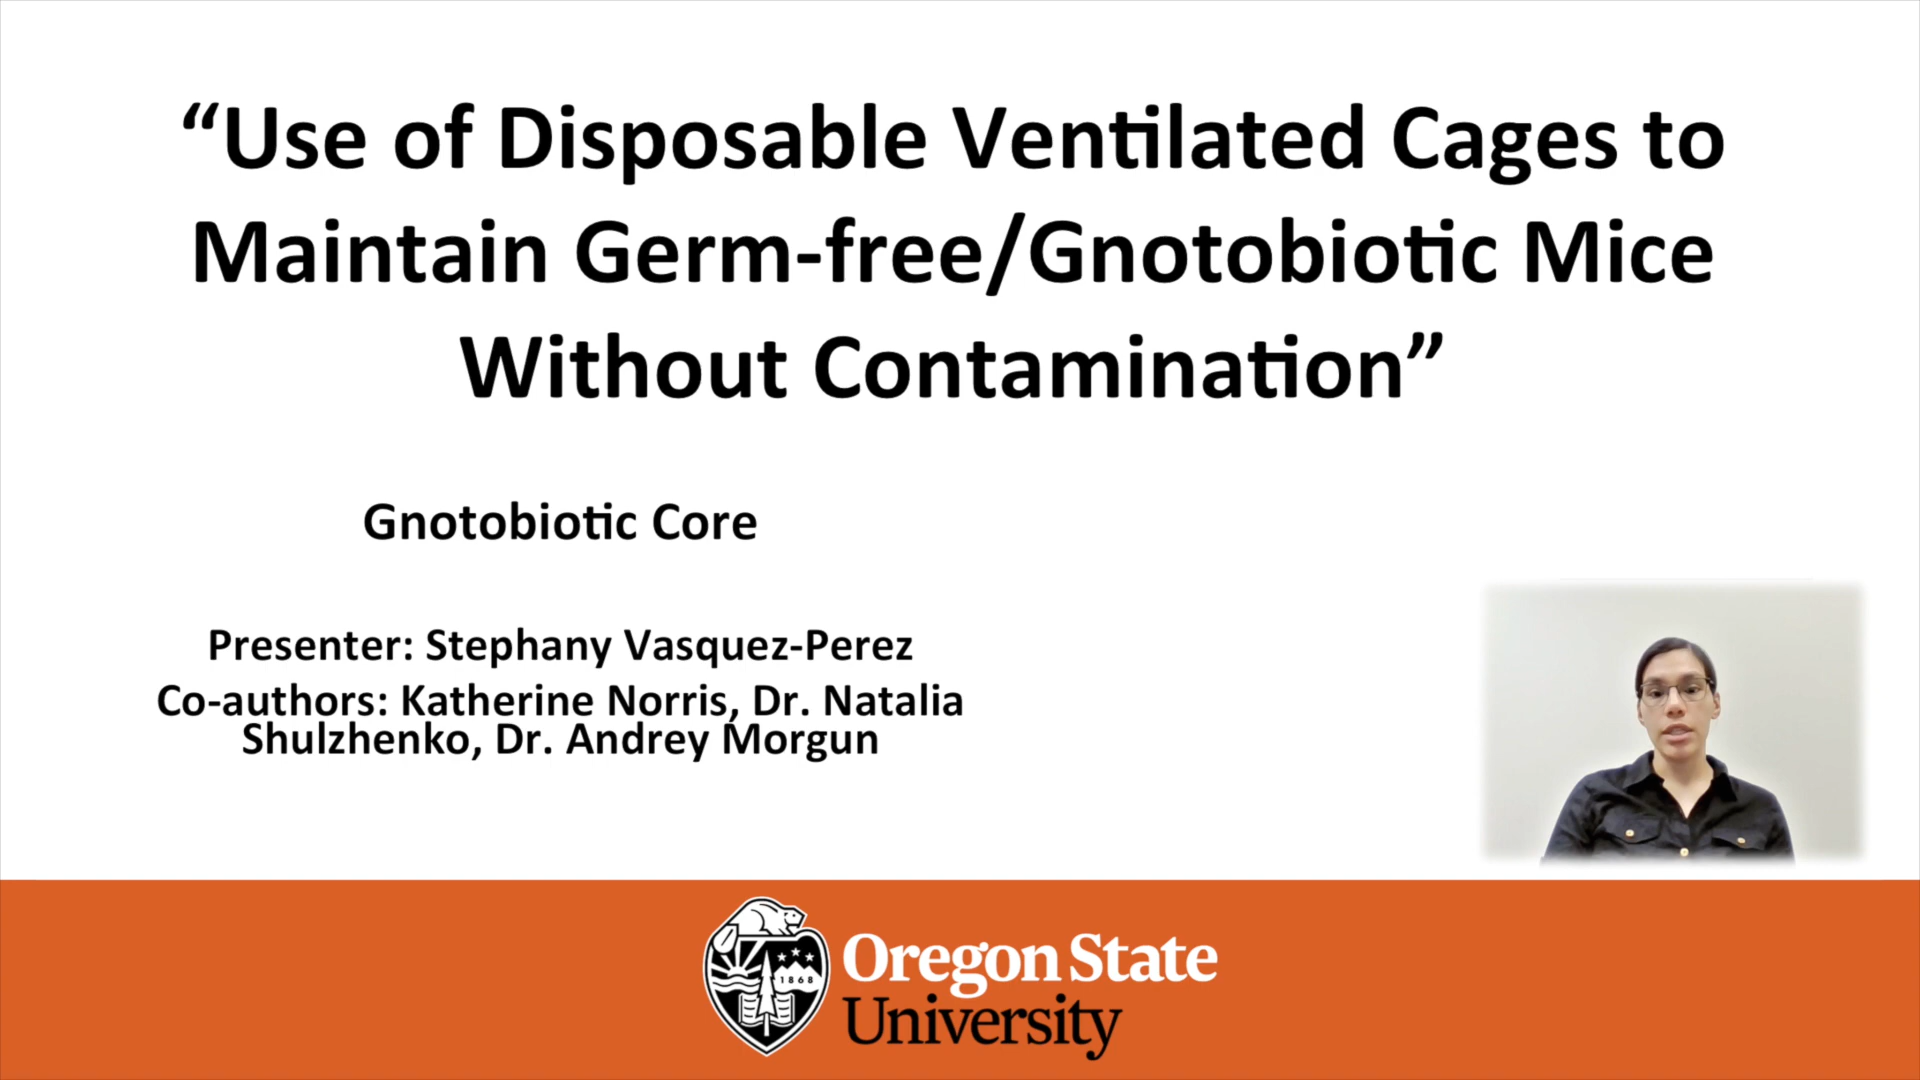 “Use of Disposable Ventilated Cages to
Maintain Germ-free/Gnotobiotic Mice
Without Contamination”
Gnotobiotic Core
Presenter: Stephany Vasquez-Perez
Co-authors: Katherine Norris, Dr. Natalia
Shulzhenko, Dr. Andrey Morgun
1868
Oregon State
University